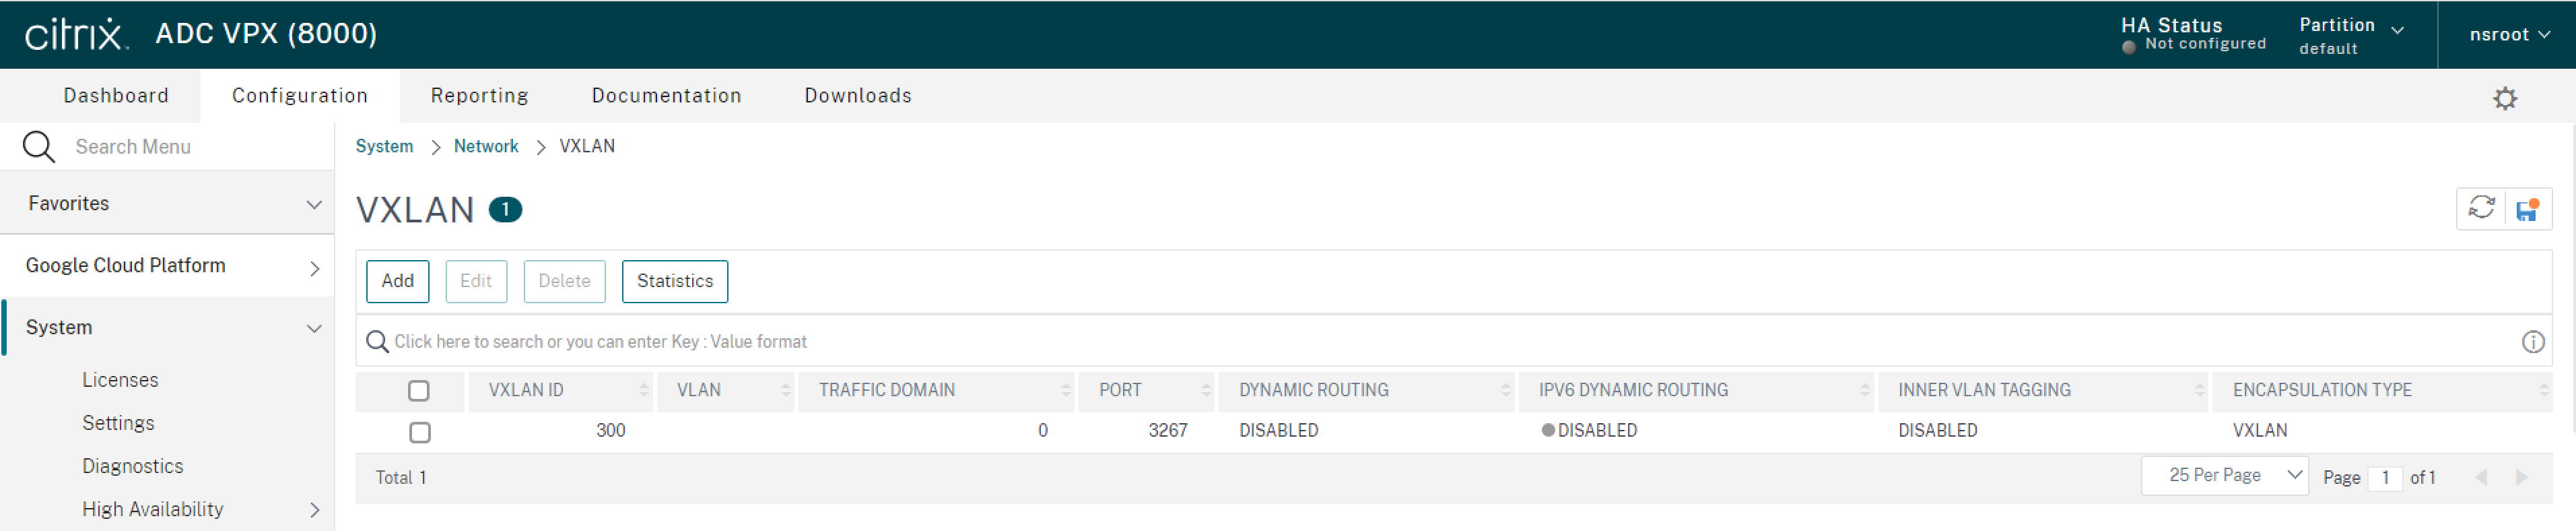 citrix. ADC VPX (8000)
HA Status
Not configured
Partition
default
nsroot
Dashboard Configuration Reporting Documentation Downloads
Search Menu
System > Network > VXLAN
Favorites
VXLAN 1
Google Cloud Platform
Add Edit Delete Statistics
System
Click here to search or you can enter Key : Value format
Licenses
VXLAN ID VLAN TRAFFIC DOMAIN PORT DYNAMIC ROUTING IPV6 DYNAMIC ROUTING INNER VLAN TAGGING ENCAPSULATION TYPE
Settings
300 0 3267 DISABLED DISABLED DISABLED VXLAN
Diagnostics
Total 1 25 Per Page Page 1 of 1
High Availability